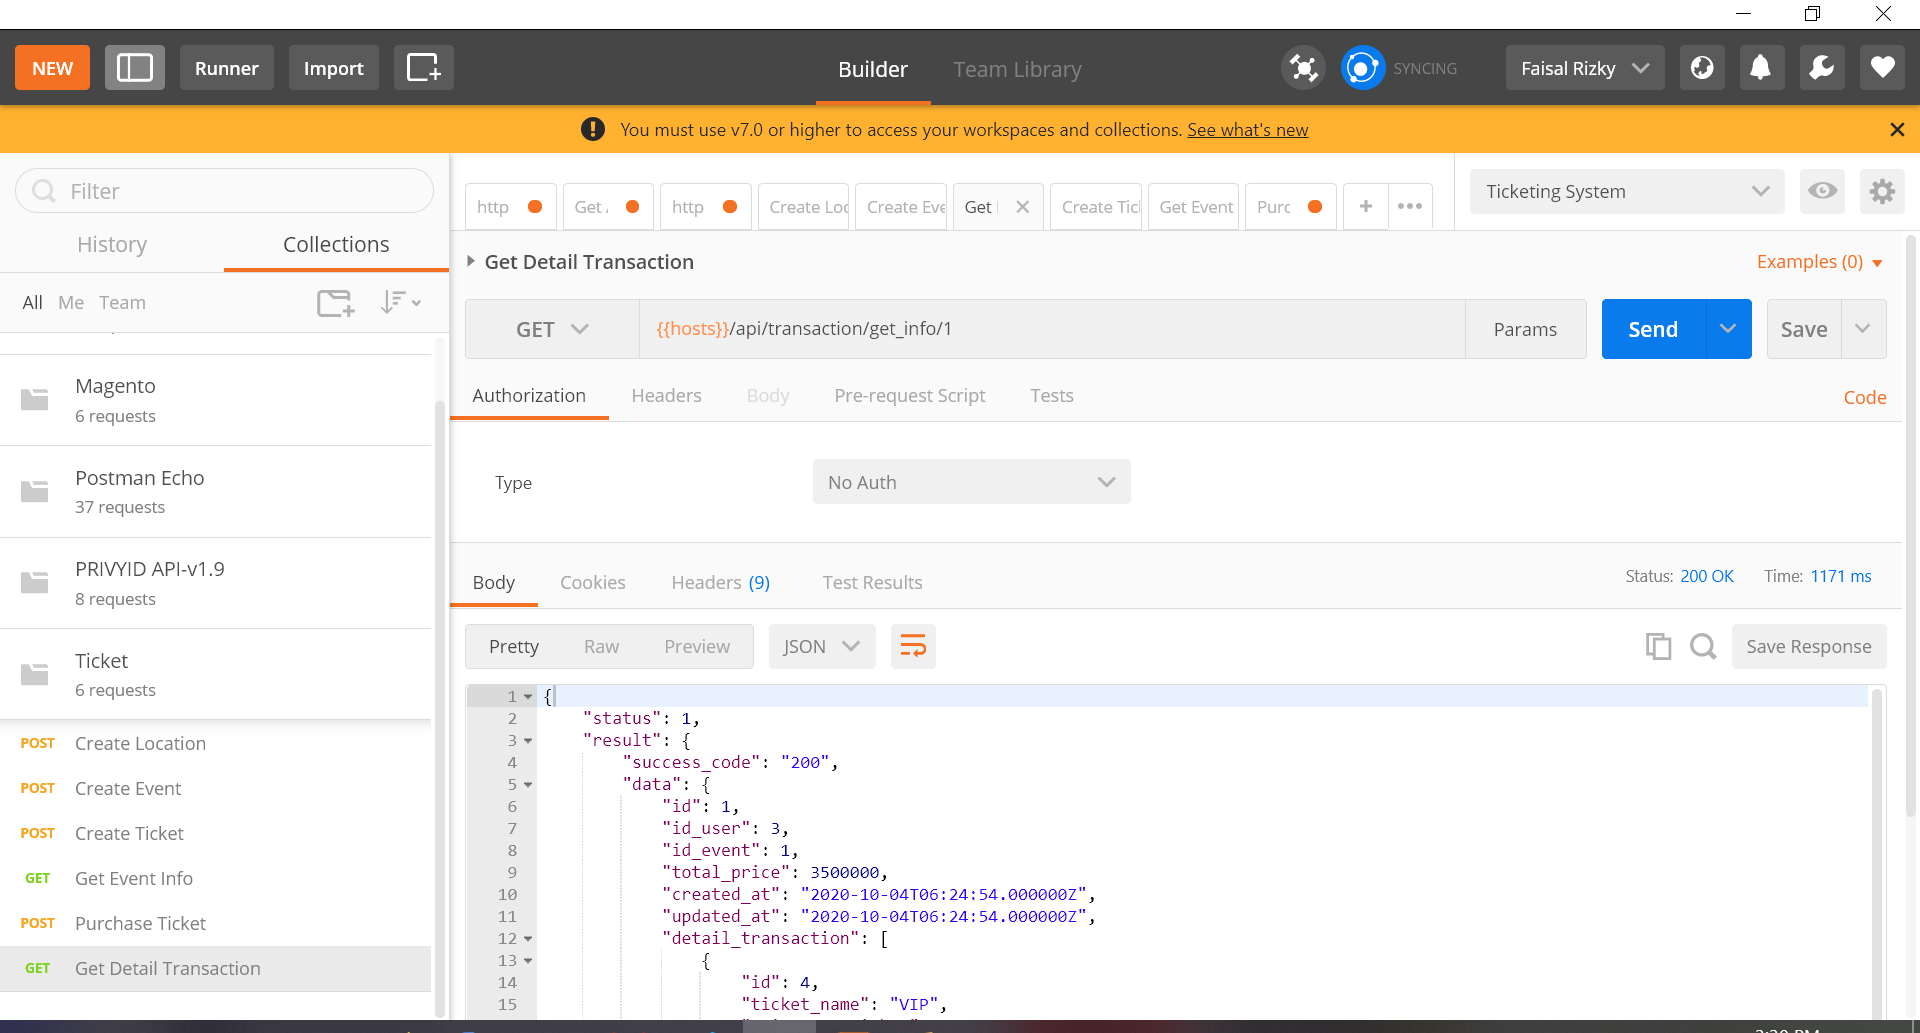 NEW Runner Import Builder Team Library SYNCING Faisal Rizky
You must use v7.0 or higher to access your workspaces and collections. See what's new
Filter
History Collections
All Me Team
Magento
6 requests
Postman Echo
37 requests
PRIVYID API-v1.9
8 requests
Ticket
6 requests
POST Create Location
POST Create Event
POST Create Ticket
GET Get Event Info
POST Purchase Ticket
GET Get Detail Transaction
http Get http Create Loc Create Eve Get Create Tic Get Event Purc + ••• Ticketing System
Get Detail Transaction Examples (0)
GET {{hosts}}/api/transaction/get_info/1 Params Send Save
Authorization Headers Body Pre-request Script Tests Code
Type No Auth
Body Cookies Headers (9) Test Results Status: 200 OK Time: 1171 ms
Pretty Raw Preview JSON Save Response
1 {
2 "status": 1,
3 "result": {
4 "success_code": "200",
5 "data": {
6 "id": 1,
7 "id_user": 3,
8 "id_event": 1,
9 "total_price": 3500000,
10 "created_at": "2020-10-04T06:24:54.000000Z",
11 "updated_at": "2020-10-04T06:24:54.000000Z",
12 "detail_transaction": [
13 {
14 "id": 4,
15 "ticket_name": "VIP",